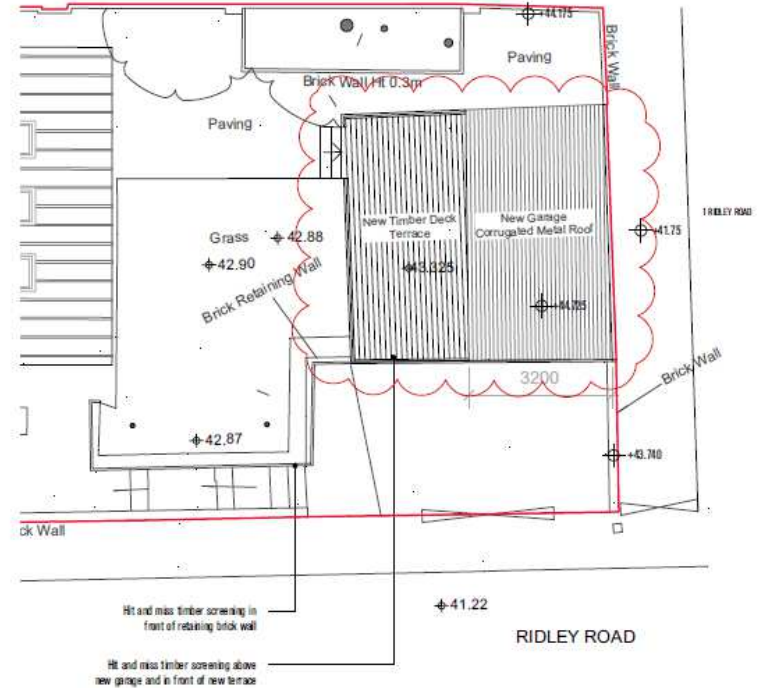 +44.175
Brick Wall
Paving
Brick Wall Ht 0.3m
Paving
New Timber Deck
Terrace
New Garage
Corrugated Metal Roof
1 RIDLEY ROAD
+41.75
Grass
42.88
42.90
43.325
+44.725
Brick Retaining Wall
3200
Brick Wall
42.87
+43.740
ck Wall
Hit and miss timber screening in
front of retaining brick wall
41.22
RIDLEY ROAD
Hit and miss timber screening above
new garage and in front of new terrace